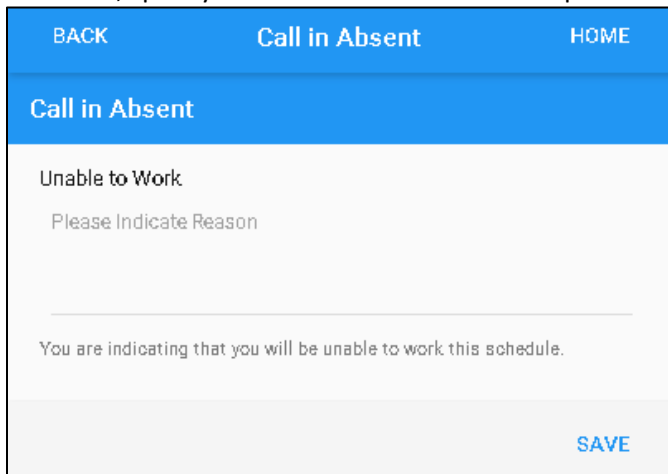 BACK Call in Absent HOME
Call in Absent
Unable to Work
Please Indicate Reason
You are indicating that you will be unable to work this schedule.
SAVE